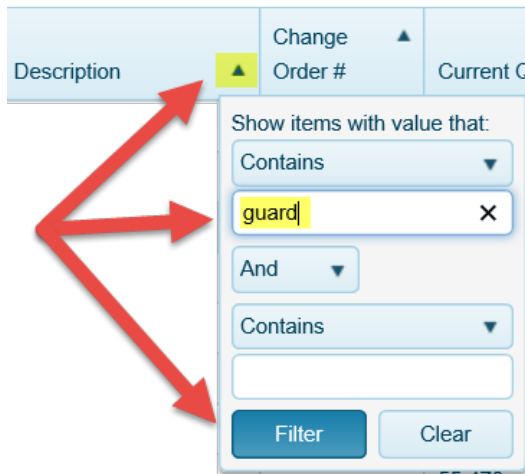 Change
Description Order # Current
Show items with value that:
Contains
guard
And
Contains
Filter Clear